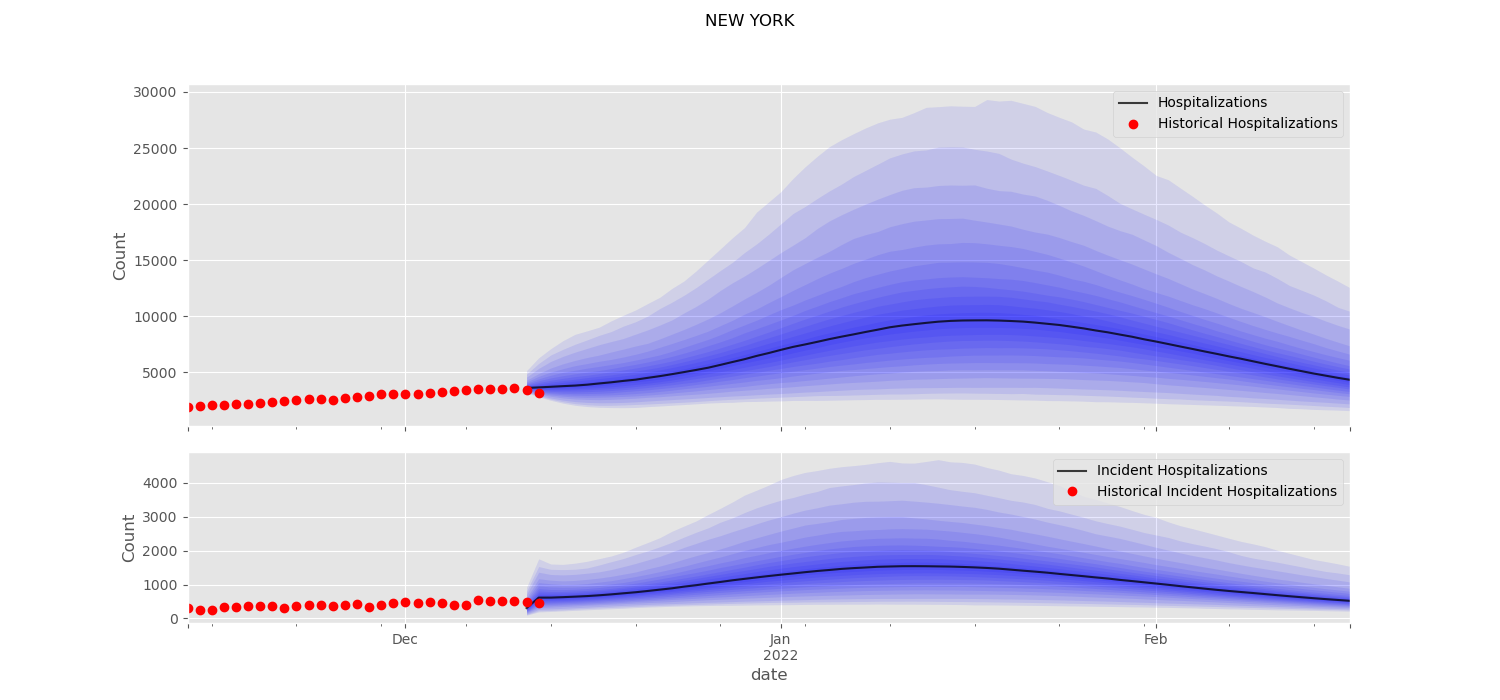 NEW YORK
30000
25000
20000
15000
10000
5000
Count
Hospitalizations
Historical Hospitalizations
4000
3000
2000
1000
0
Count
Incident Hospitalizations
Historical Incident Hospitalizations
Dec
Jan
2022
Feb
date